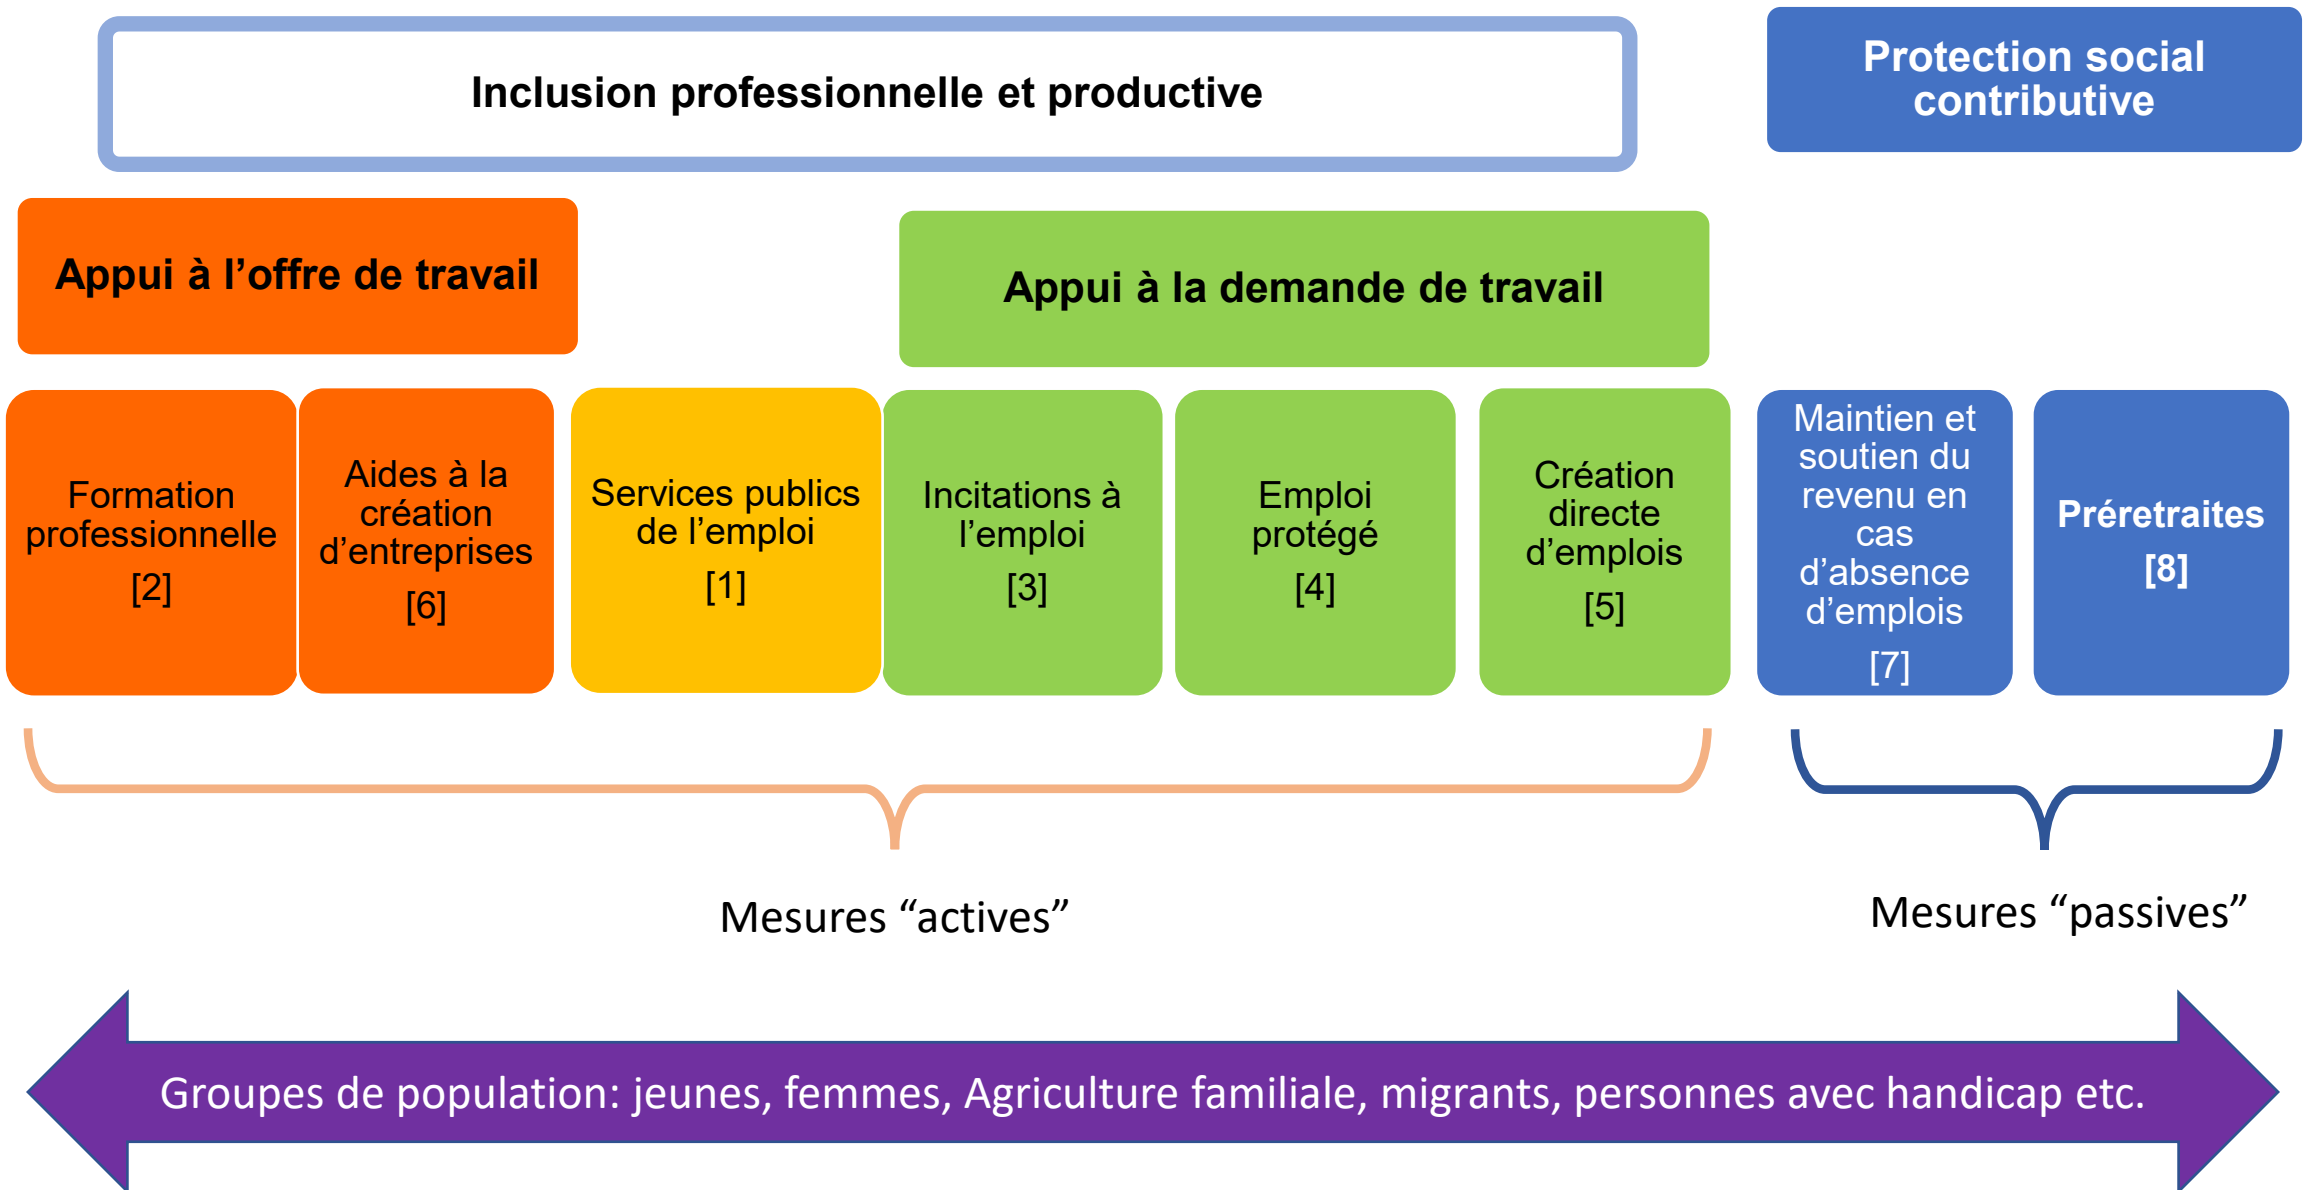 Inclusion professionnelle et productive
Protection social
contributive
Appui à l’offre de travail
Appui à la demande de travail
Formation
professionnelle
[2]
Aides à la
création
d’entreprises
[6]
Services publics
de l’emploi
[1]
Incitations à
l’emploi
[3]
Emploi
protégé
[4]
Création
directe
d’emplois
[5]
Maintien et
soutien du
revenu en
cas
d’absence
d’emplois
[7]
Préretraites
[8]
Mesures “actives”
Mesures “passives”
Groupes de population: jeunes, femmes, Agriculture familiale, migrants, personnes avec handicap etc.